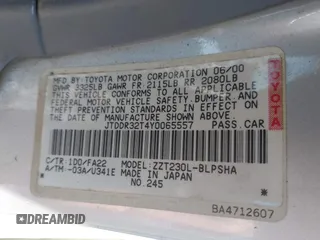 MFD. BY TOYOTA MOTOR CORPORATION 06/00
GVWR 3325LB GAWR FR 2115LB RR 2080LB
THIS VEHICLE CONFORMS TO ALL APPLICABLE
FEDERAL MOTOR VEHICLE SAFETY, BUMPER, AND
THEFT PREVENTION STANDARDS IN EFFECT ON
THE DATE OF MANUFACTURE SHOWN ABOVE.
JTDDR32T4Y0065557 PASS. CAR
TOYOTA
C/TR: 1D0/FA22 MODEL: ZZT230L-BLPSHA
A/TM -03A/U341E MADE IN JAPAN
NO. 245
BA4712607
DRIVE AND BID